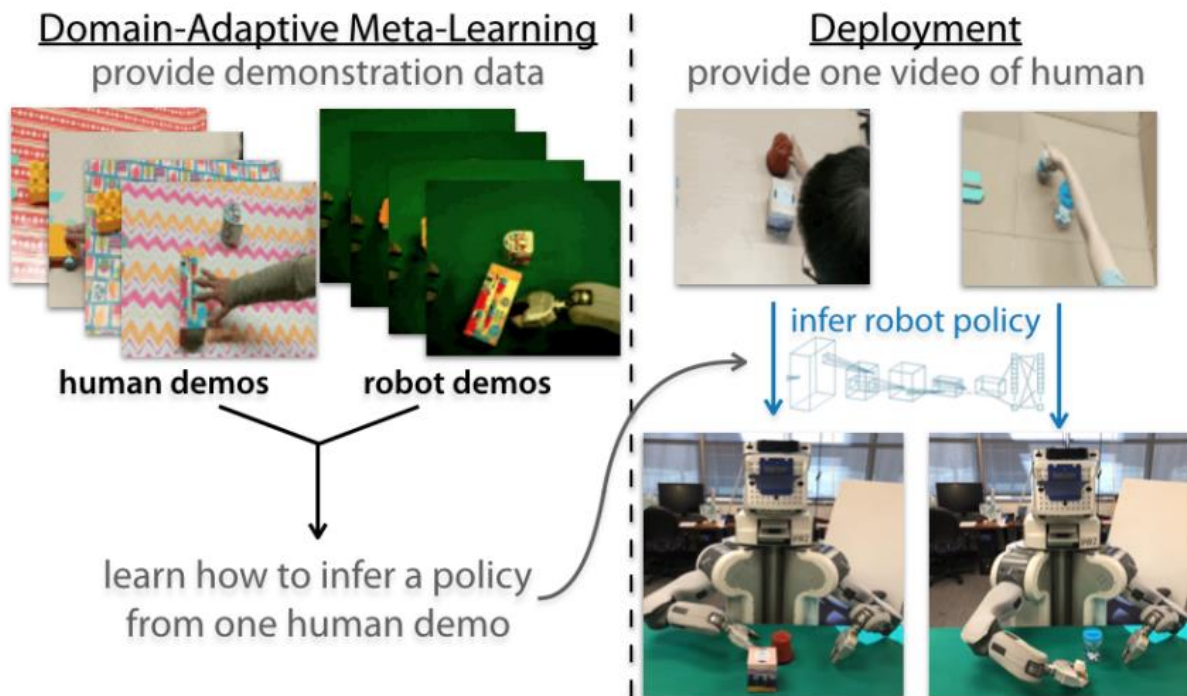 Domain-Adaptive Meta-Learning
provide demonstration data
human demos
robot demos
learn how to infer a policy
from one human demo
Deployment
provide one video of human
infer robot policy
PR2